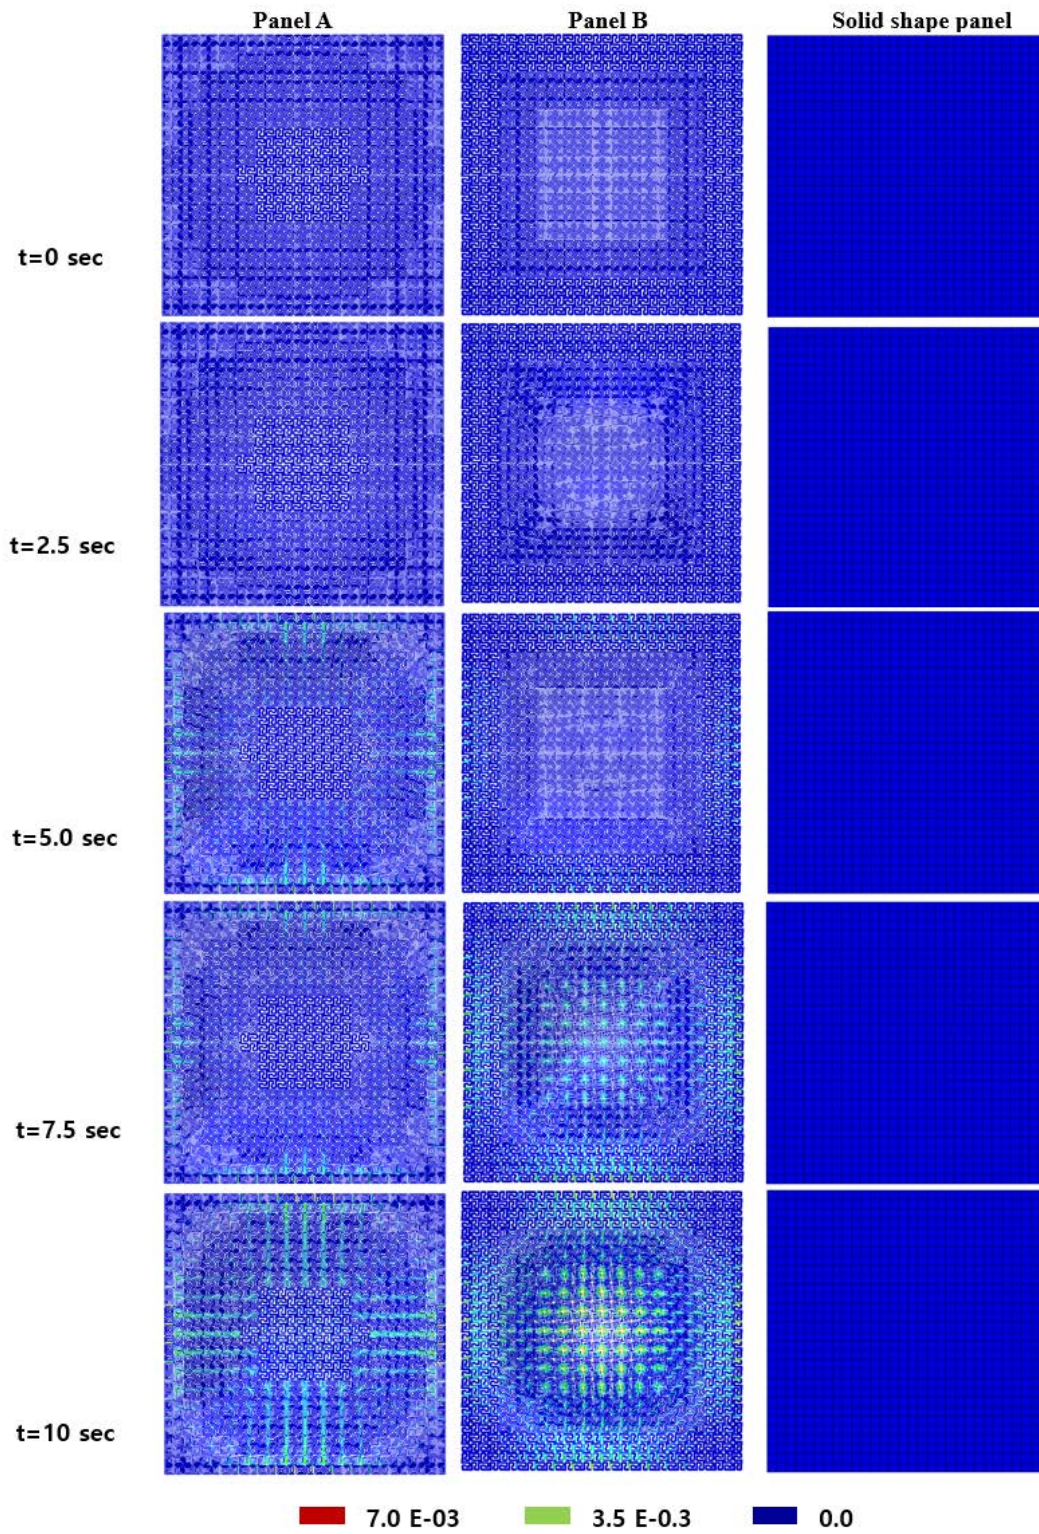 Panel A Panel B Solid shape panel
t=0 sec
t=2.5 sec
t=5.0 sec
t=7.5 sec
t=10 sec
7.0 E-03 3.5 E-0.3 0.0